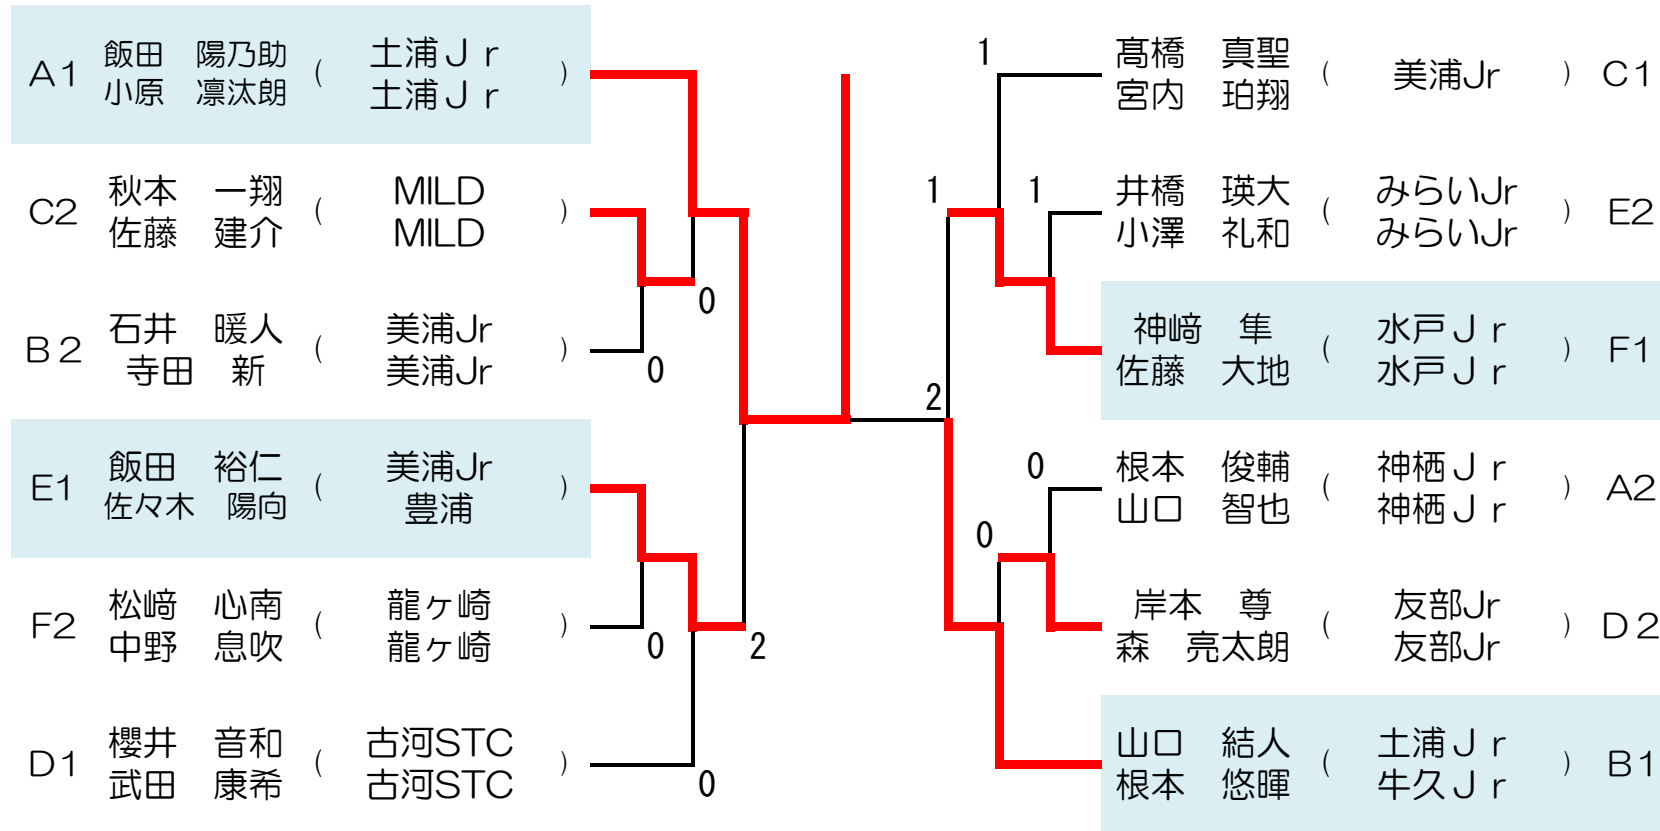 A1 飯田 陽乃助 ( 土浦Jr )
小原 凛汰朗 土浦Jr
C2 秋本 一翔 ( MILD )
佐藤 建介 MILD
0
B2 石井 暖人 ( 美浦Jr )
寺田 新 美浦Jr
0
E1 飯田 裕仁 ( 美浦Jr )
佐々木 陽向 豊浦
F2 松﨑 心南 ( 龍ヶ崎 )
中野 息吹 龍ヶ崎
0 2
D1 櫻井 音和 ( 古河STC )
武田 康希 古河STC
0
1 髙橋 真聖 ( 美浦Jr ) C1
宮内 珀翔
1 1 井橋 瑛大 ( みらいJr ) E2
小澤 礼和 みらいJr
神﨑 隼 ( 水戸Jr ) F1
佐藤 大地 水戸Jr
2
0 根本 俊輔 ( 神栖Jr ) A2
山口 智也 神栖Jr
0
岸本 尊 ( 友部Jr ) D2
森 亮太朗 友部Jr
山口 結人 ( 土浦Jr ) B1
根本 悠暉 牛久Jr